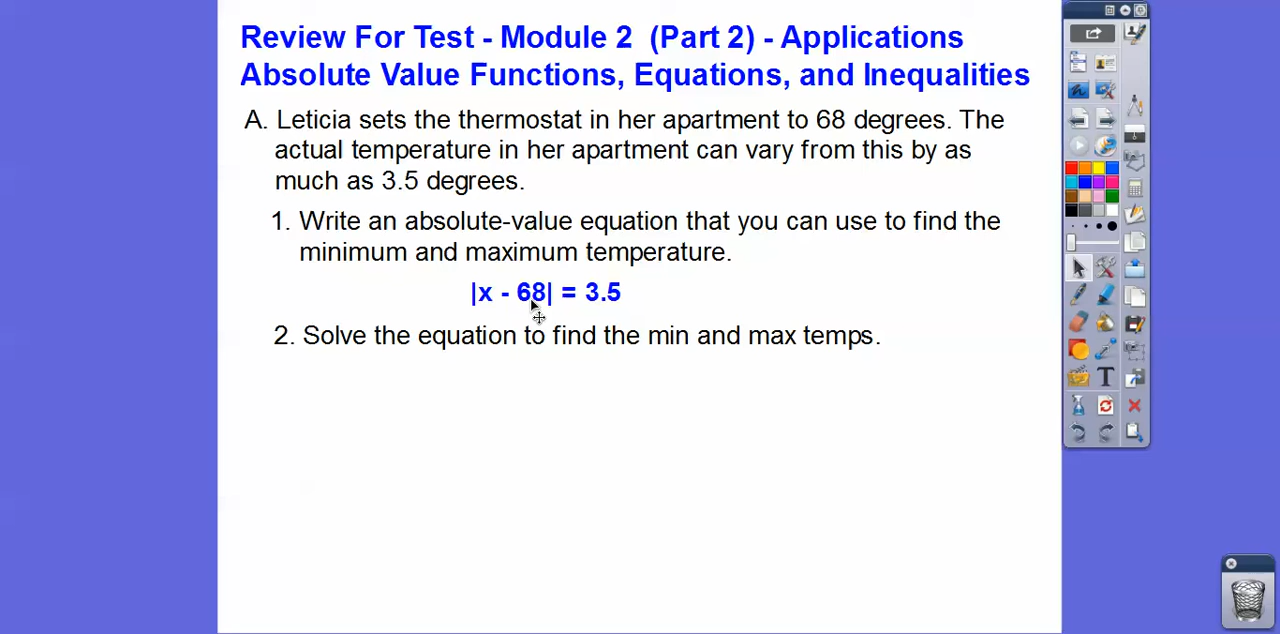 Review For Test - Module 2 (Part 2) - Applications
Absolute Value Functions, Equations, and Inequalities
A. Leticia sets the thermostat in her apartment to 68 degrees. The
actual temperature in her apartment can vary from this by as
much as 3.5 degrees.
1. Write an absolute-value equation that you can use to find the
minimum and maximum temperature.
|x - 68| = 3.5
2. Solve the equation to find the min and max temps.